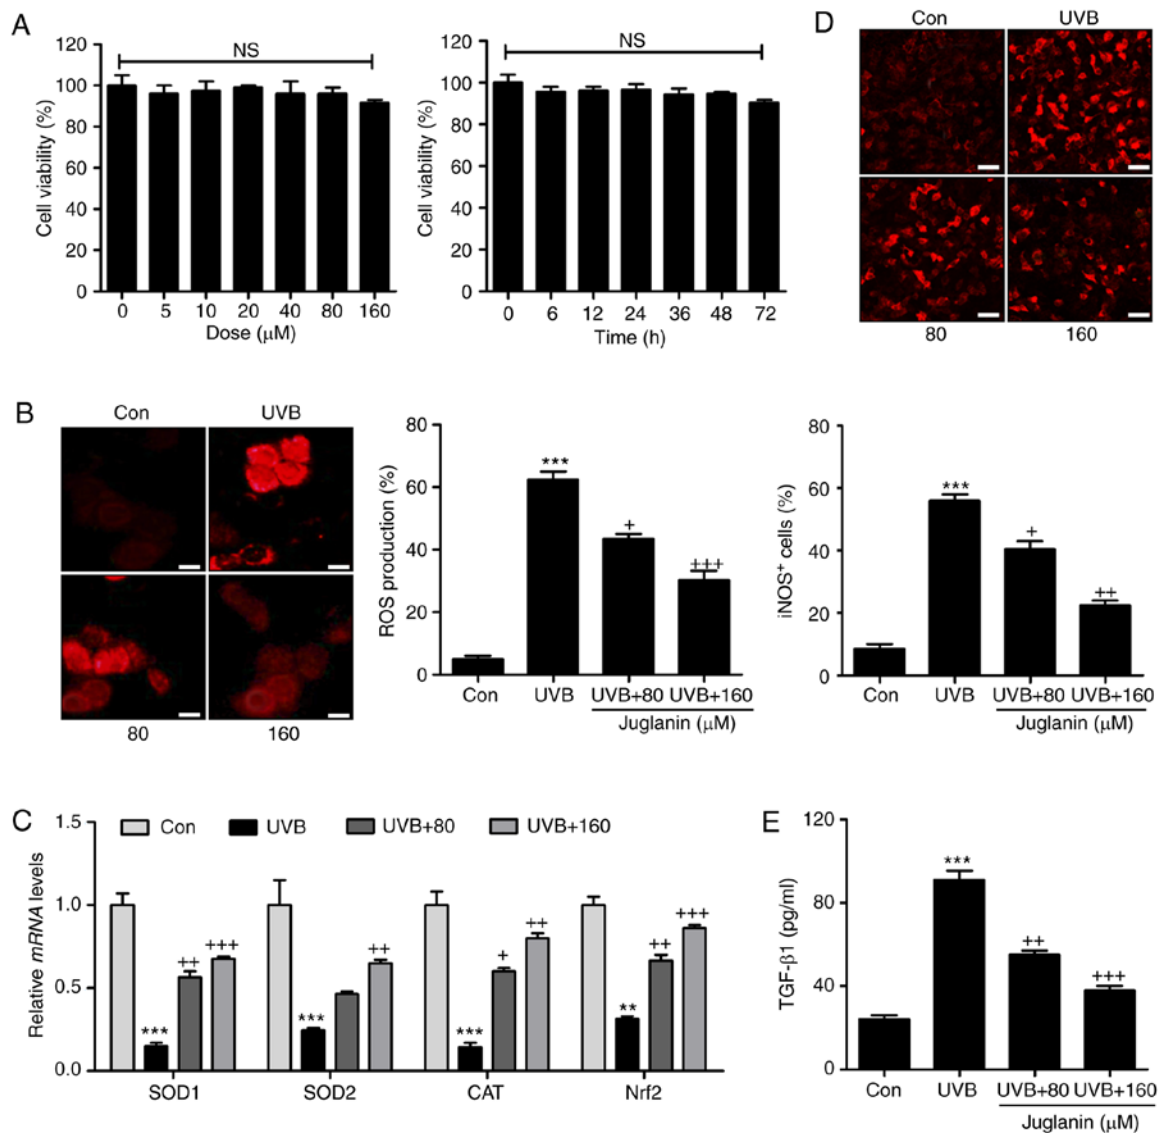 A
120
100
80
60
40
20
0
Cell viability (%)
NS
0 5 10 20 40 80 160
Dose (μM)
120
100
80
60
40
20
0
Cell viability (%)
NS
0 6 12 24 36 48 72
Time (h)
D
Con UVB
80 160
B
Con UVB
80 160
80
60
40
20
0
ROS production (%)
***
+
+++
Con UVB UVB+80 UVB+160
Juglanin (μM)
80
60
40
20
0
iNOS⁺ cells (%)
***
+
++
Con UVB UVB+80 UVB+160
Juglanin (μM)
C
Con UVB UVB+80 UVB+160
1.5
1.0
0.5
0.0
Relative mRNA levels
*** ++ +++
*** ++
*** + ++
** ++ +++
SOD1 SOD2 CAT Nrf2
E
120
80
40
0
TGF-β1 (pg/ml)
***
++
+++
Con UVB UVB+80 UVB+160
Juglanin (μM)